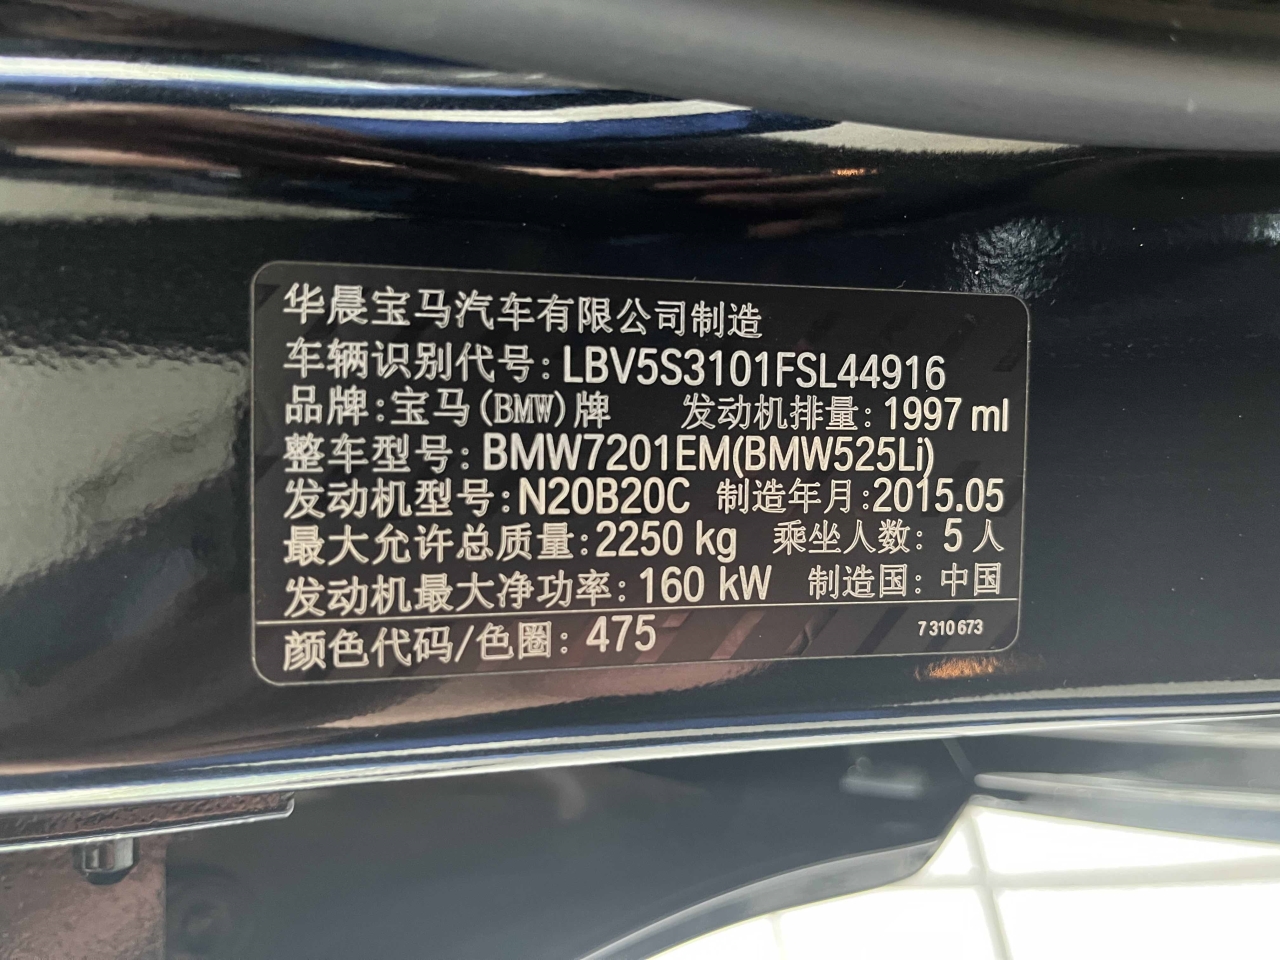 华晨宝马汽车有限公司制造
车辆识别代号：LBV5S3101FSL44916
品牌：宝马(BMW)牌 发动机排量：1997 ml
整车型号：BMW7201EM(BMW525Li)
发动机型号：N20B20C 制造年月：2015.05
最大允许总质量：2250 kg 乘坐人数：5人
发动机最大净功率：160 kW 制造国：中国
颜色代码/色圈：475 7 310 673